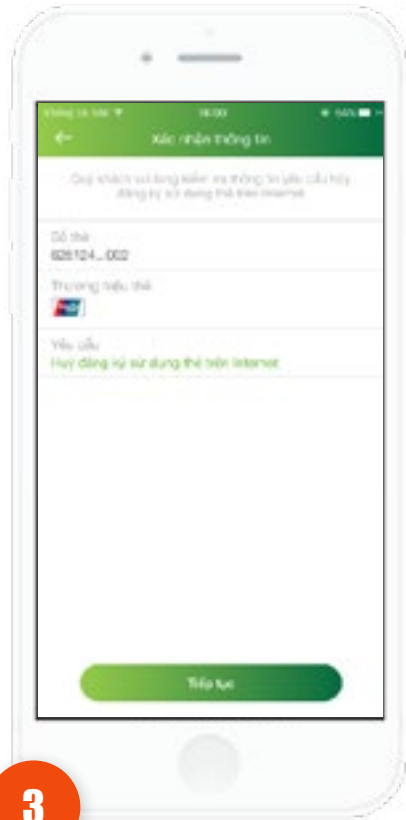 16:00
Xác nhận thông tin
Quý khách vui lòng kiểm tra thông tin yêu cầu hủy
đăng ký sử dụng thẻ trên Internet
Số thẻ
626124...002
Thương hiệu thẻ
Yêu cầu
Huỷ đăng ký sử dụng thẻ trên Internet
Tiếp tục
3